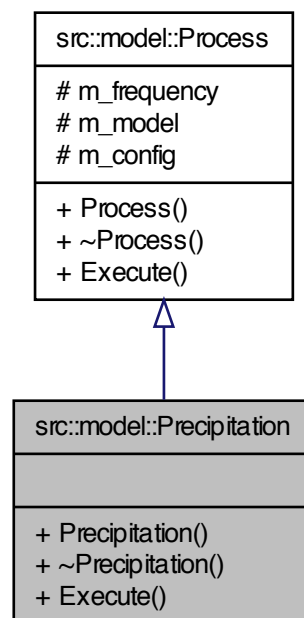 src::model::Process
# m_frequency
# m_model
# m_config
+ Process()
+ ~Process()
+ Execute()
src::model::Precipitation
+ Precipitation()
+ ~Precipitation()
+ Execute()